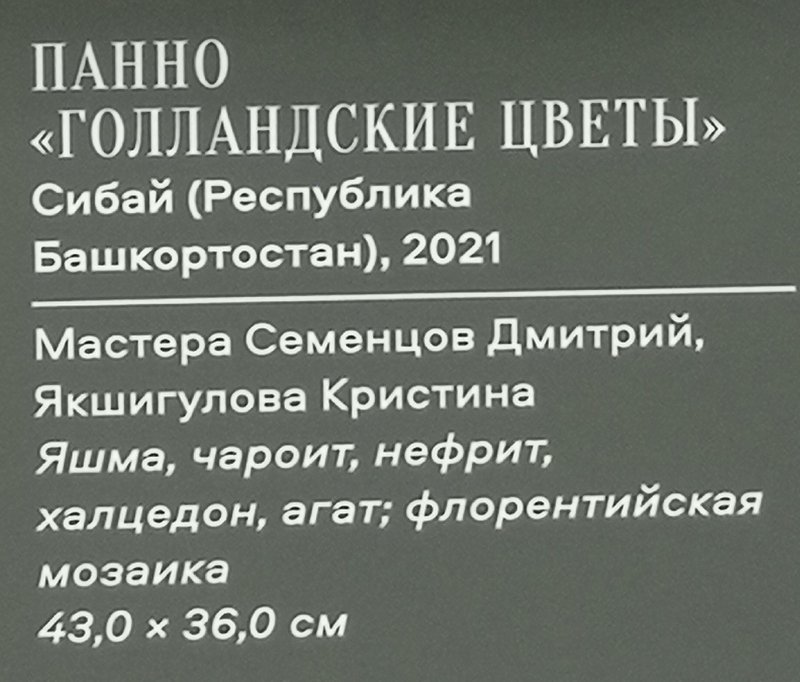 ПАННО
«ГОЛЛАНДСКИЕ ЦВЕТЫ»
Сибай (Республика
Башкортостан), 2021
Мастера Семенцов Дмитрий,
Якшигулова Кристина
Яшма, чароит, нефрит,
халцедон, агат; флорентийская
мозаика
43,0 × 36,0 см